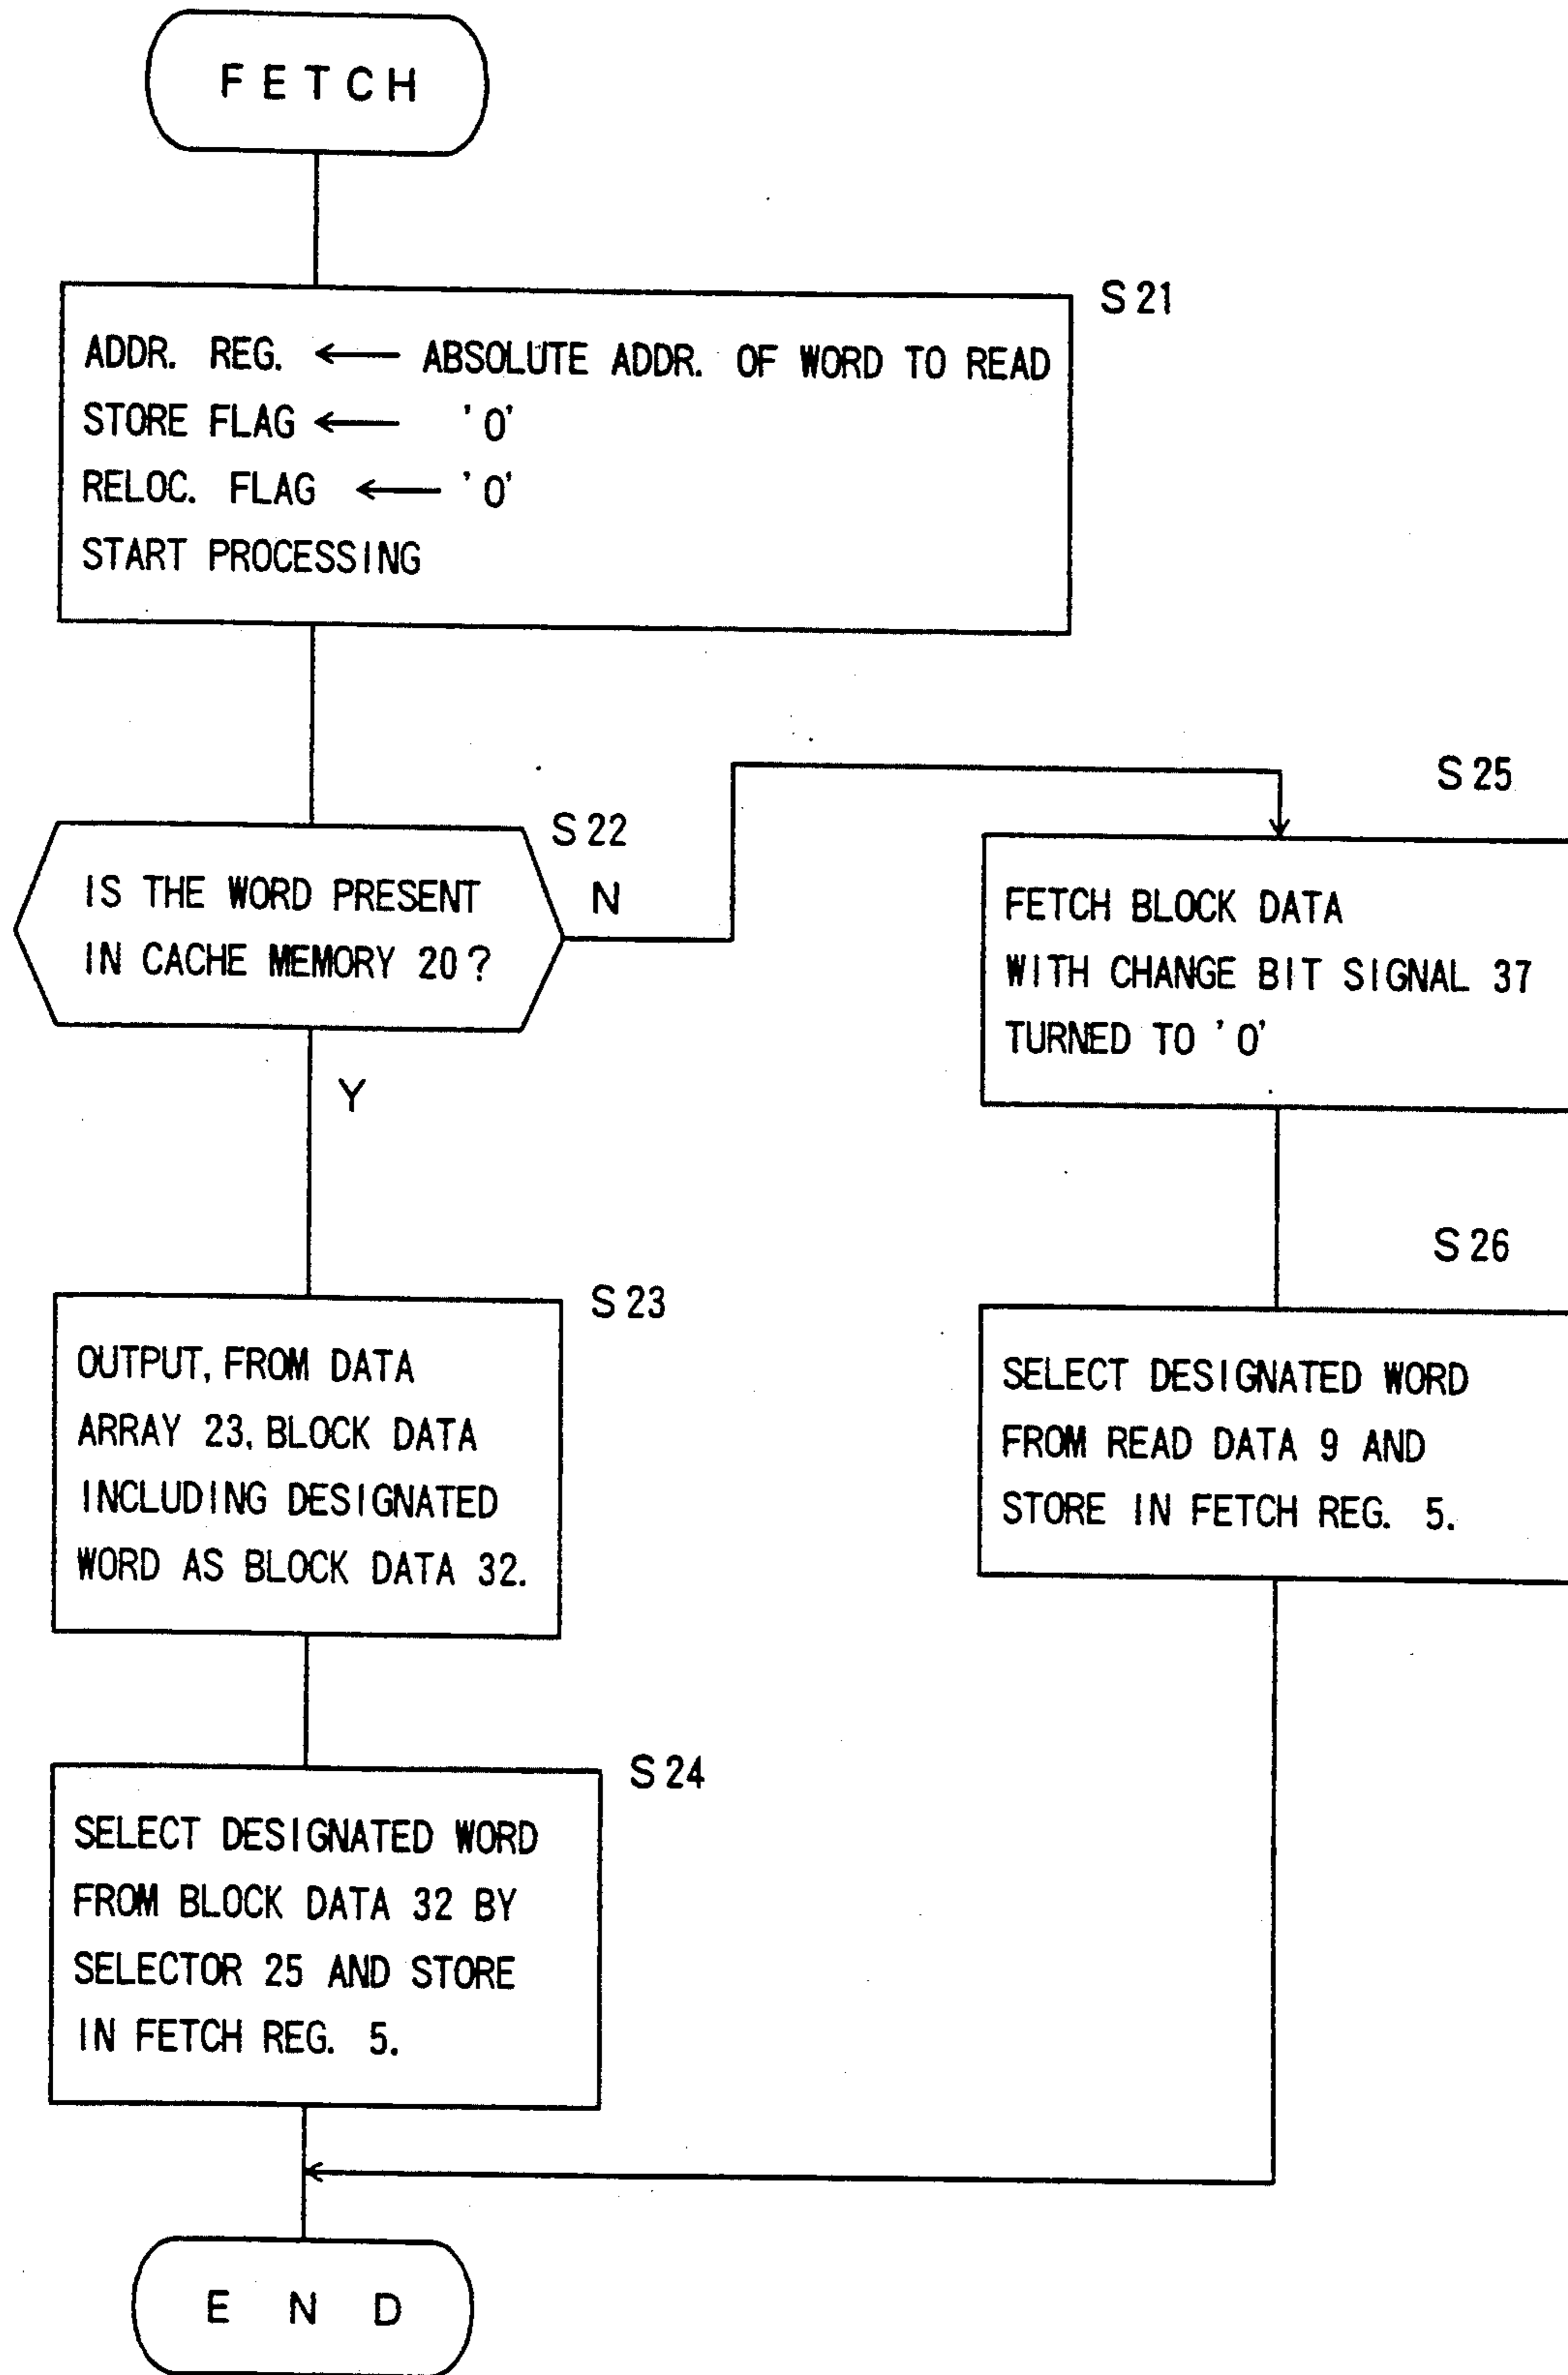 FETCH
S21
ADDR. REG. ← ABSOLUTE ADDR. OF WORD TO READ
STORE FLAG ← '0'
RELOC. FLAG ← '0'
START PROCESSING
S22
IS THE WORD PRESENT
IN CACHE MEMORY 20?
N
Y
S25
FETCH BLOCK DATA
WITH CHANGE BIT SIGNAL 37
TURNED TO '0'
S23
OUTPUT, FROM DATA
ARRAY 23, BLOCK DATA
INCLUDING DESIGNATED
WORD AS BLOCK DATA 32.
S26
SELECT DESIGNATED WORD
FROM READ DATA 9 AND
STORE IN FETCH REG. 5.
S24
SELECT DESIGNATED WORD
FROM BLOCK DATA 32 BY
SELECTOR 25 AND STORE
IN FETCH REG. 5.
END